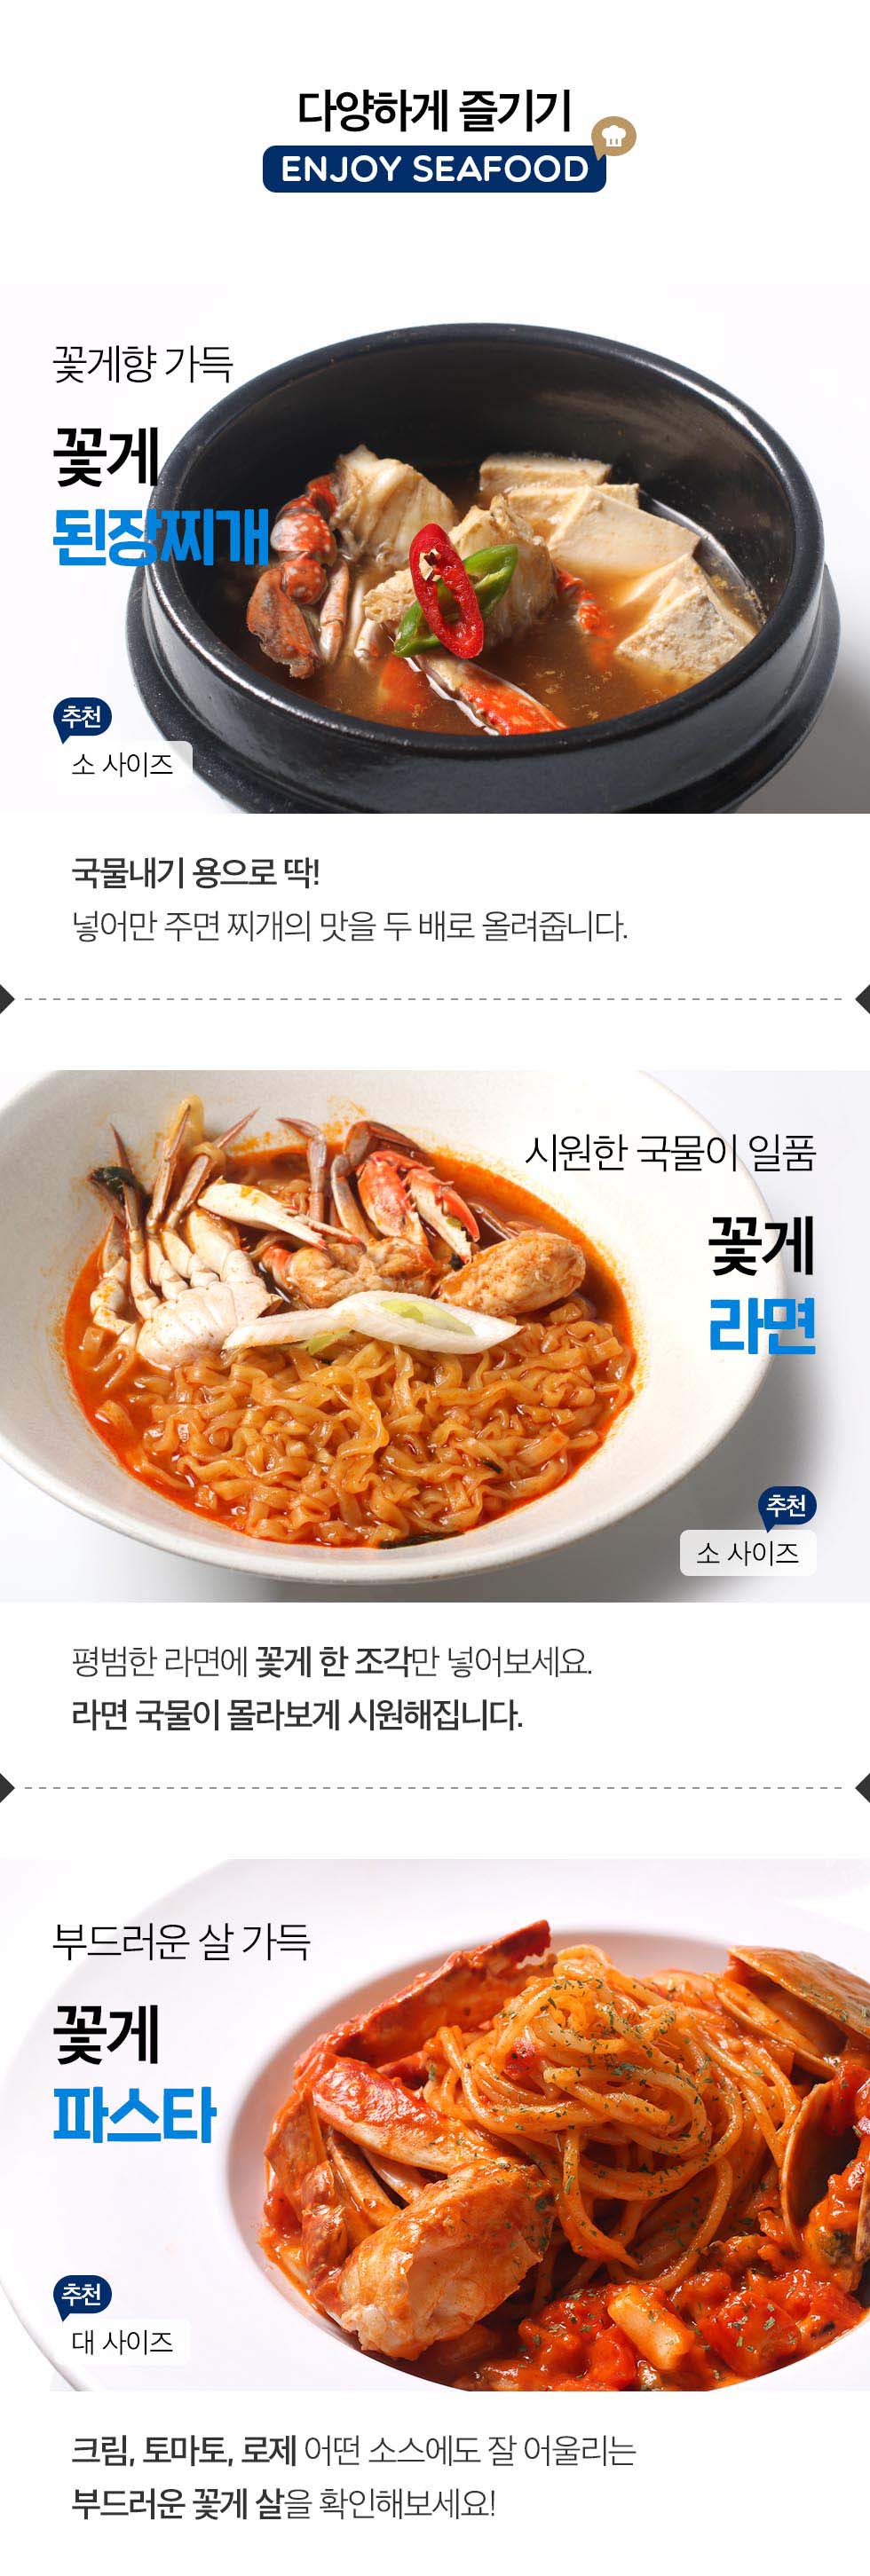 다양하게 즐기기
ENJOY SEAFOOD
꽃게향 가득
꽃게
된장찌개
추천
소 사이즈
국물내기 용으로 딱!
넣어만 주면 찌개의 맛을 두 배로 올려줍니다.
시원한 국물이 일품
꽃게
라면
추천
소 사이즈
평범한 라면에 꽃게 한 조각만 넣어보세요.
라면 국물이 몰라보게 시원해집니다.
부드러운 살 가득
꽃게
파스타
추천
대 사이즈
크림, 토마토, 로제 어떤 소스에도 잘 어울리는
부드러운 꽃게 살을 확인해보세요!